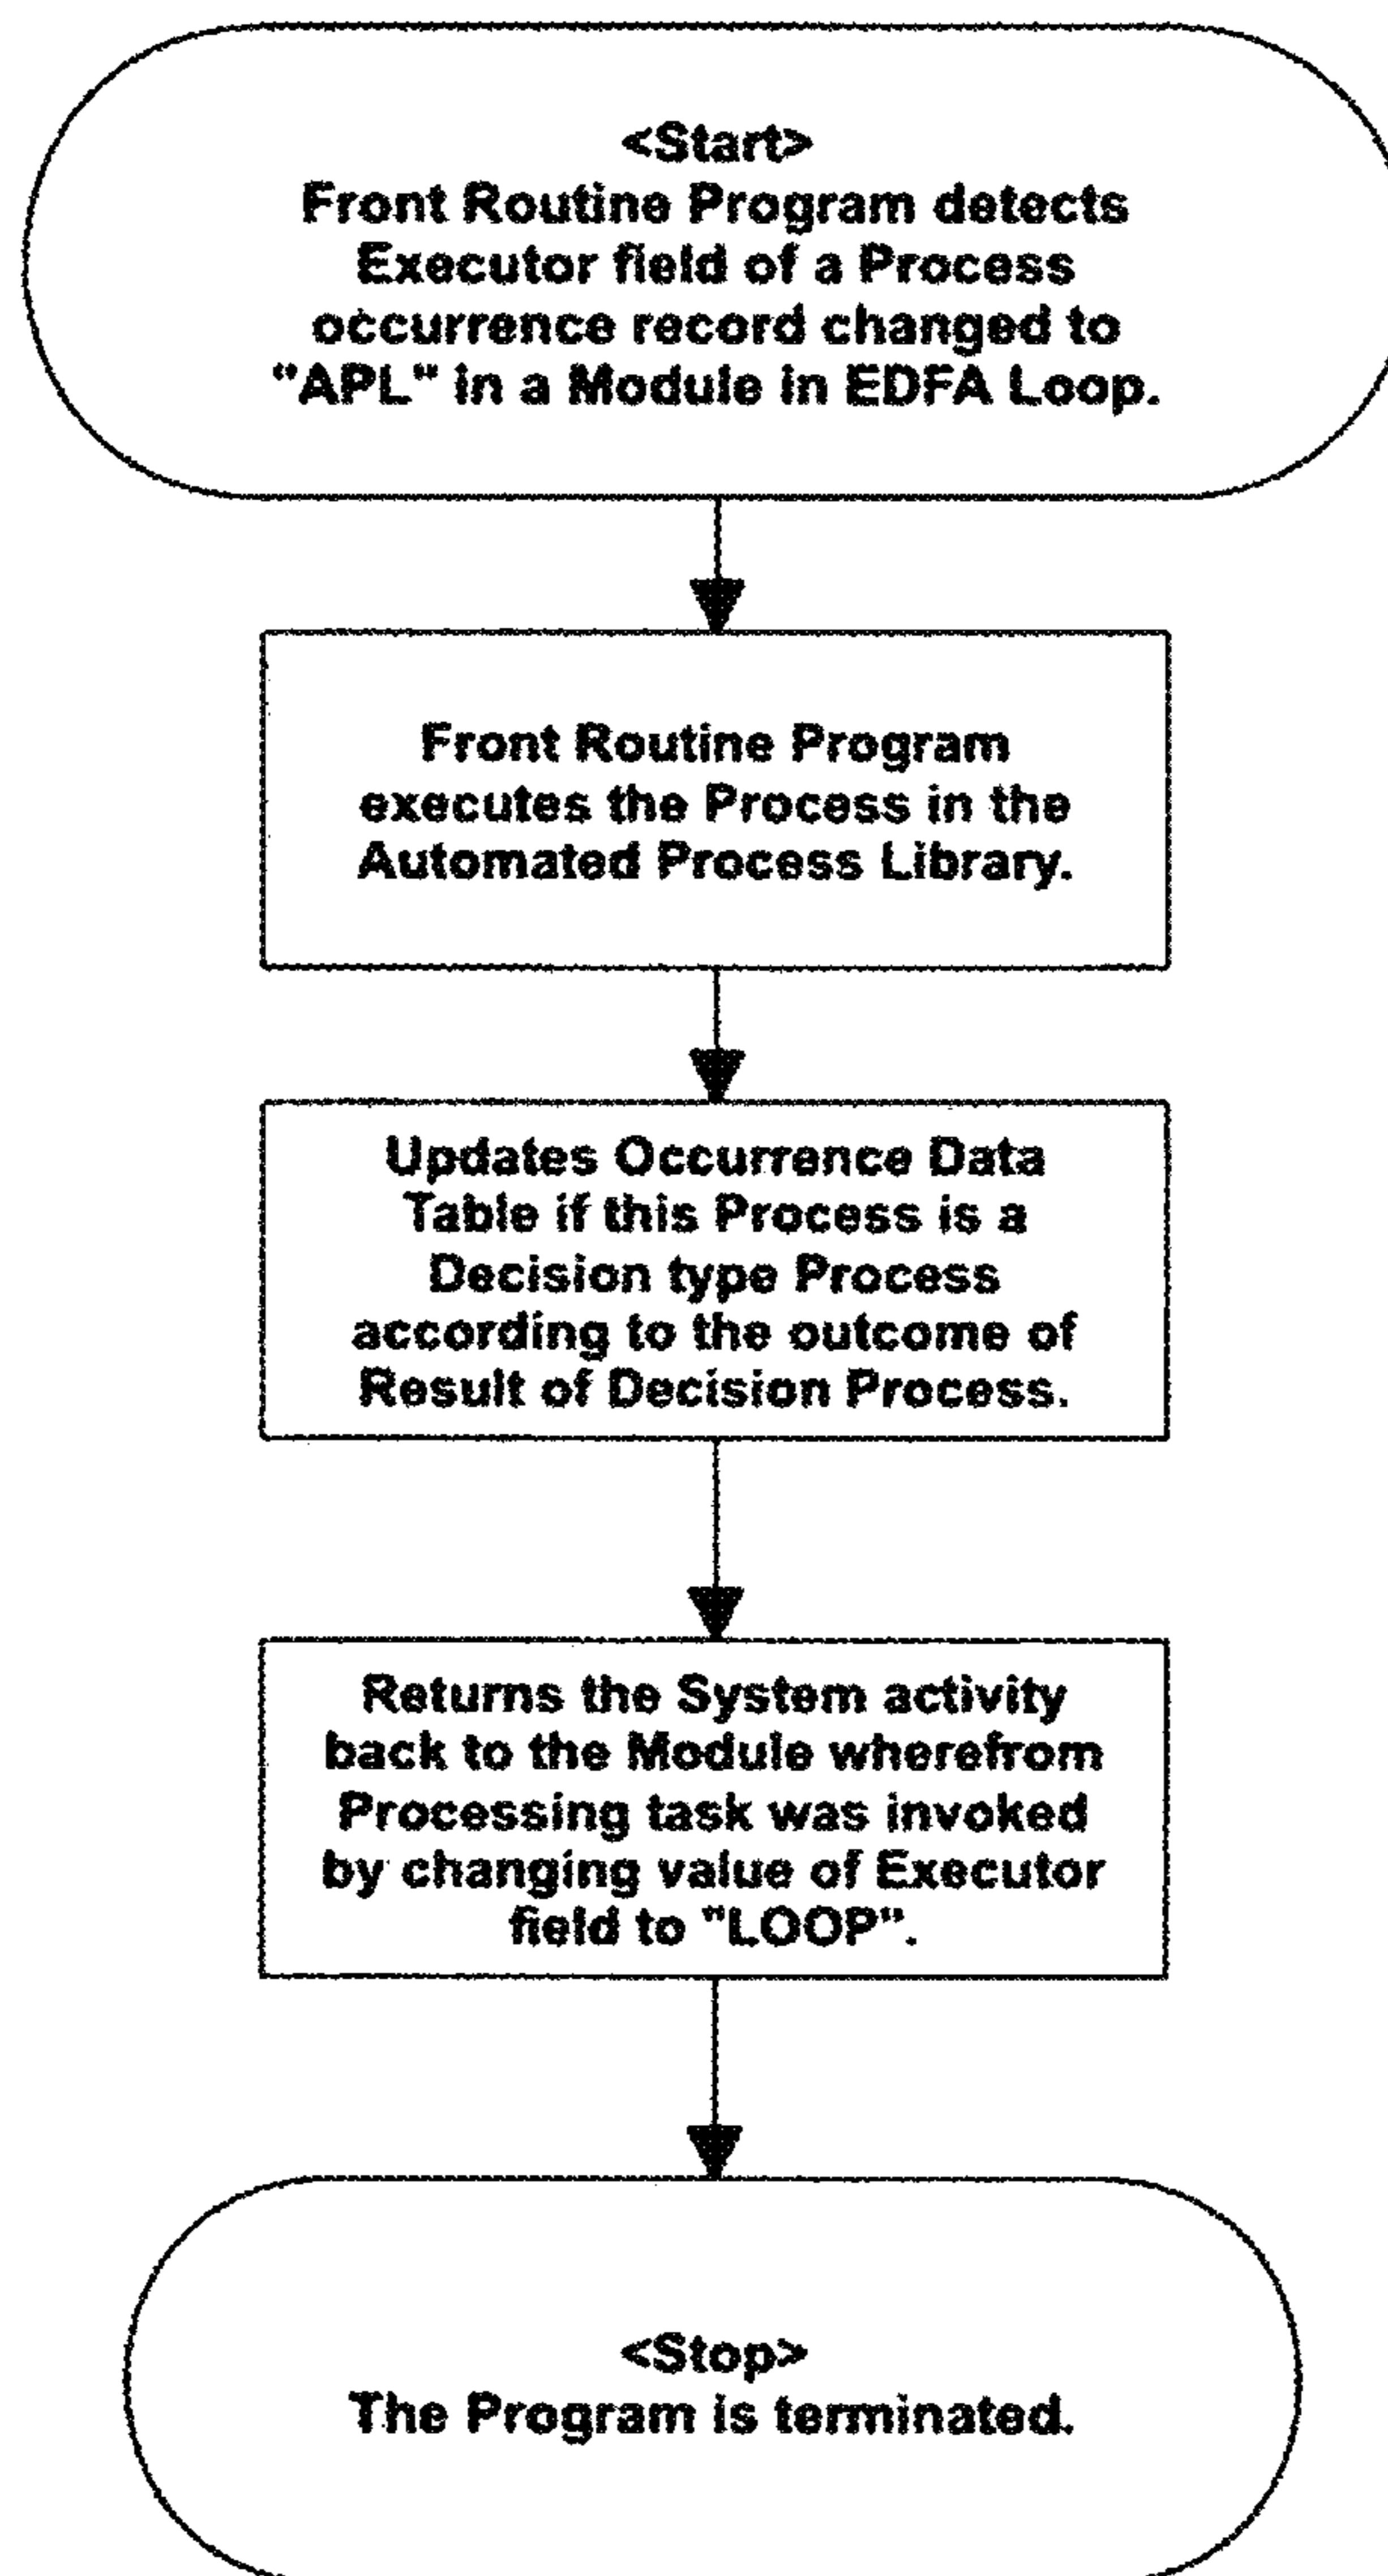 <Start>
Front Routine Program detects
Executor field of a Process
occurrence record changed to
"APL" in a Module in EDFA Loop.
Front Routine Program
executes the Process in the
Automated Process Library.
Updates Occurrence Data
Table if this Process is a
Decision type Process
according to the outcome of
Result of Decision Process.
Returns the System activity
back to the Module wherefrom
Processing task was invoked
by changing value of Executor
field to "LOOP".
<Stop>
The Program is terminated.